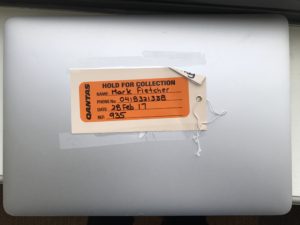 QANTAS
HOLD FOR COLLECTION
NAME: Mark Fletcher
PHONE No: 0418321338
DATE: 28 Feb 17
REF: 935